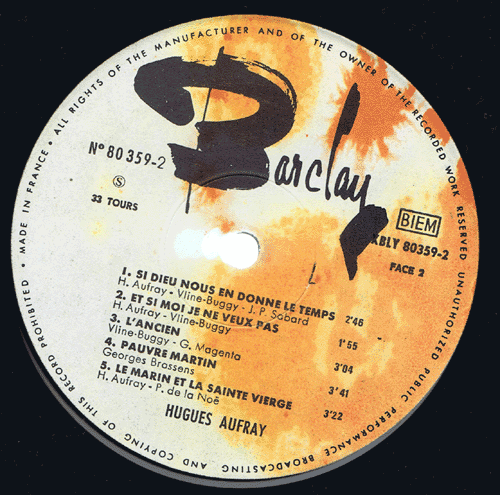 • ALL RIGHTS OF THE MANUFACTURER AND OF THE OWNER OF THE RECORDED WORK RESERVED UNAUTHORIZED PUBLIC PERFORMANCE BROADCASTING AND COPYING OF THIS RECORD PROHIBITED • MADE IN FRANCE
Barclay
N° 80 359-2
S
33 TOURS
BIEM
KBLY 80359-2
FACE 2
1. SI DIEU NOUS EN DONNE LE TEMPS 2'46
H. Aufray - Vline-Buggy - J. P. Sabard
2. ET SI MOI JE NE VEUX PAS 1'55
H. Aufray - Vline-Buggy
3. L'ANCIEN 3'04
Vline-Buggy - G. Magenta
4. PAUVRE MARTIN 3'41
Georges Brassens
5. LE MARIN ET LA SAINTE VIERGE 3'22
H. Aufray - P. de la Noë
HUGUES AUFRAY